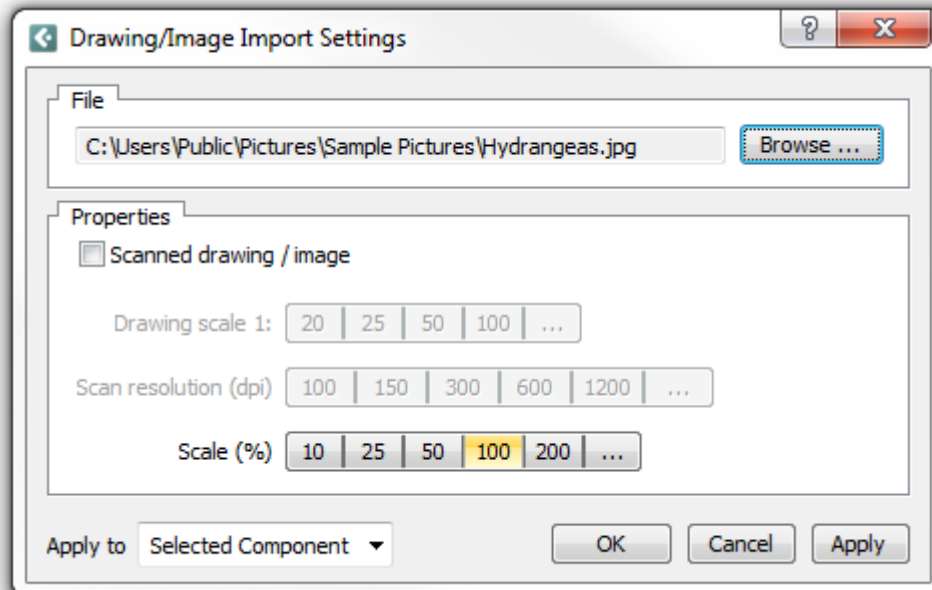 Drawing/Image Import Settings
File
C:\Users\Public\Pictures\Sample Pictures\Hydrangeas.jpg Browse ...
Properties
Scanned drawing / image
Drawing scale 1: 20 25 50 100 ...
Scan resolution (dpi) 100 150 300 600 1200 ...
Scale (%) 10 25 50 100 200 ...
Apply to Selected Component OK Cancel Apply